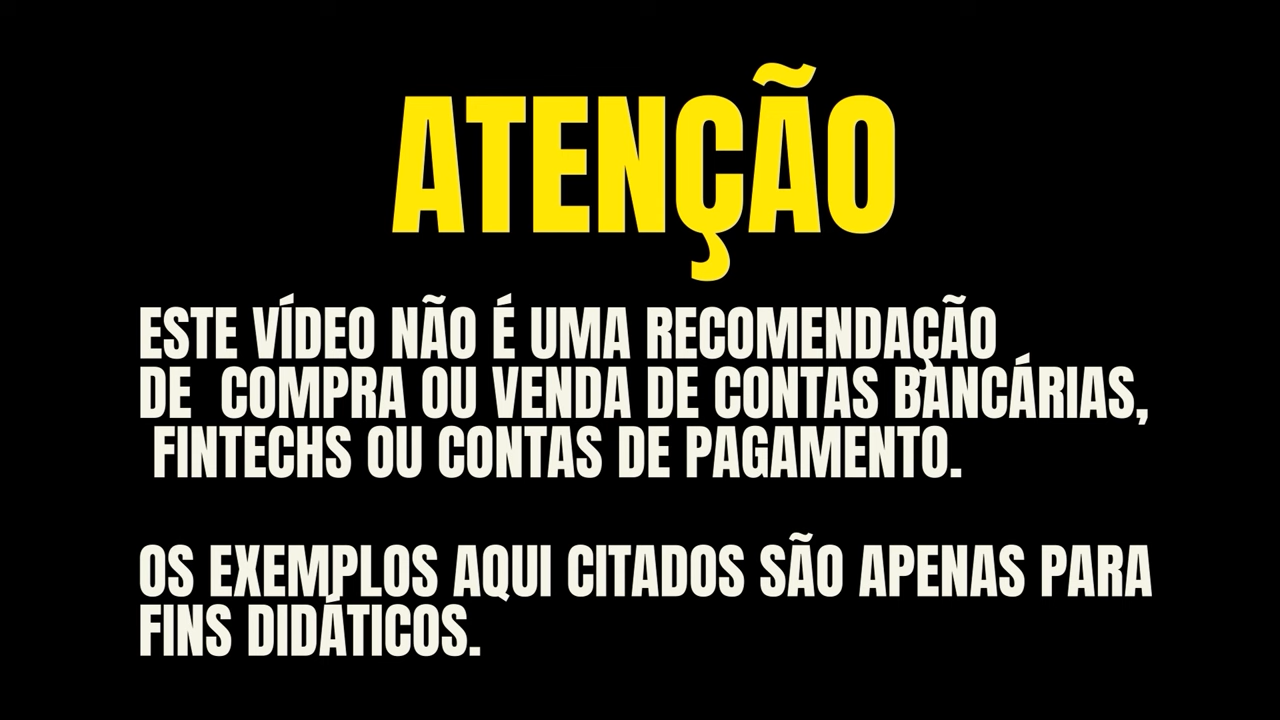 ATENÇÃO
ESTE VÍDEO NÃO É UMA RECOMENDAÇÃO
DE COMPRA OU VENDA DE CONTAS BANCÁRIAS,
FINTECHS OU CONTAS DE PAGAMENTO.
OS EXEMPLOS AQUI CITADOS SÃO APENAS PARA
FINS DIDÁTICOS.